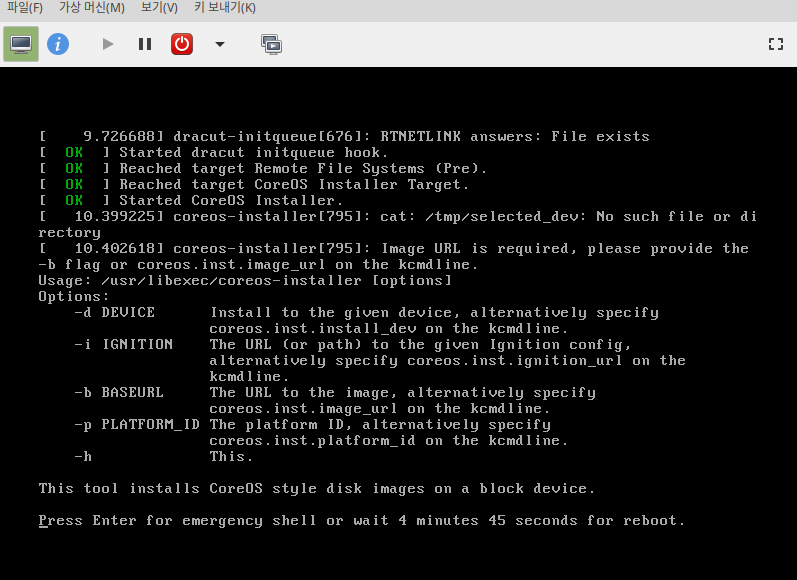 파일(F) 가상 머신(M) 보기(V) 키 보내기(K)
[    9.726688] dracut-initqueue[676]: RTNETLINK answers: File exists
[  OK  ] Started dracut initqueue hook.
[  OK  ] Reached target Remote File Systems (Pre).
[  OK  ] Reached target CoreOS Installer Target.
[  OK  ] Started CoreOS Installer.
[   10.399225] coreos-installer[795]: cat: /tmp/selected_dev: No such file or di
rectory
[   10.402618] coreos-installer[795]: Image URL is required, please provide the
-b flag or coreos.inst.image_url on the kcmdline.
Usage: /usr/libexec/coreos-installer [options]
Options:
    -d DEVICE      Install to the given device, alternatively specify
                   coreos.inst.install_dev on the kcmdline.
    -i IGNITION    The URL (or path) to the given Ignition config,
                   alternatively specify coreos.inst.ignition_url on the
                   kcmdline.
    -b BASEURL     The URL to the image, alternatively specify
                   coreos.inst.image_url on the kcmdline.
    -p PLATFORM_ID The platform ID, alternatively specify
                   coreos.inst.platform_id on the kcmdline.
    -h             This.
This tool installs CoreOS style disk images on a block device.
Press Enter for emergency shell or wait 4 minutes 45 seconds for reboot.